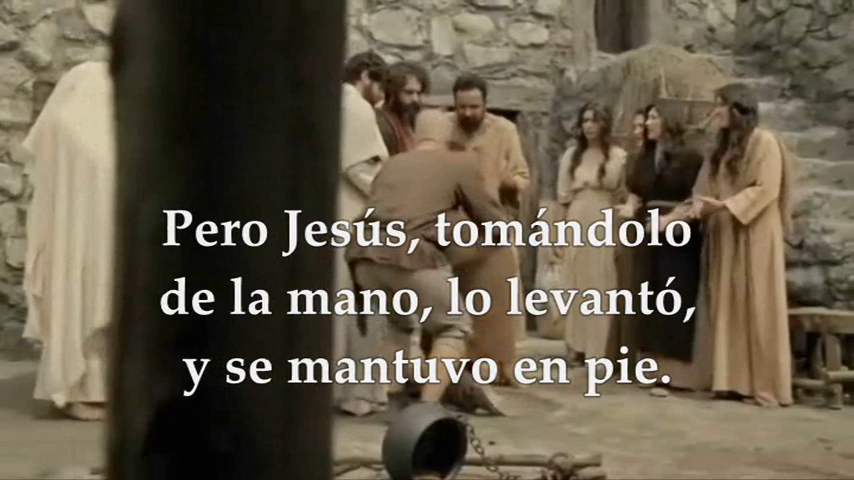 Pero Jesús, tomándolo
de la mano, lo levantó,
y se mantuvo en pie.